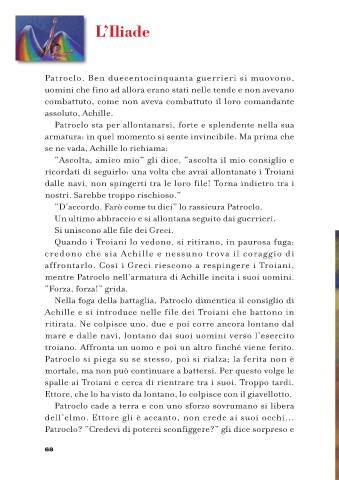 L'Iliade
Patroclo. Ben duecentocinquanta guerrieri si muovono,
uomini che fino ad allora erano stati nelle tende e non avevano
combattuto, come non aveva combattuto il loro comandante
assoluto, Achille.
Patroclo sta per allontanarsi, forte e splendente nella sua
armatura: in quel momento si sente invincibile. Ma prima che
se ne vada, Achille lo richiama:
"Ascolta, amico mio" gli dice, "ascolta il mio consiglio e
ricordati di seguirlo: una volta che avrai allontanato i Troiani
dalle navi, non spingerti tra le loro file! Torna indietro tra i
nostri. Sarebbe troppo rischioso."
"D'accordo. Farò come tu dici" lo rassicura Patroclo.
Un ultimo abbraccio e si allontana seguito dai guerrieri.
Si uniscono alle file dei Greci.
Quando i Troiani lo vedono, si ritirano, in paurosa fuga:
credono che sia Achille e nessuno trova il coraggio di
affrontarlo. Così i Greci riescono a respingere i Troiani,
mentre Patroclo nell'armatura di Achille incita i suoi uomini.
"Forza, forza!" grida.
Nella foga della battaglia, Patroclo dimentica il consiglio di
Achille e si introduce nelle file dei Troiani che battono in
ritirata. Ne colpisce uno, due e poi corre ancora lontano dal
mare e dalle navi, lontano dai suoi uomini verso l'esercito
troiano. Affronta un uomo e poi un altro finché viene ferito.
Patroclo si piega su se stesso, poi si rialza; la ferita non è
mortale, ma non può continuare a battersi. Per questo volge le
spalle ai Troiani e cerca di rientrare tra i suoi. Troppo tardi.
Ettore, che lo ha visto da lontano, lo colpisce con il giavellotto.
Patroclo cade a terra e con uno sforzo sovrumano si libera
dell'elmo. Ettore gli è accanto, non crede ai suoi occhi...
Patroclo? "Credevi di poterci sconfiggere?" gli dice sorpreso e
68